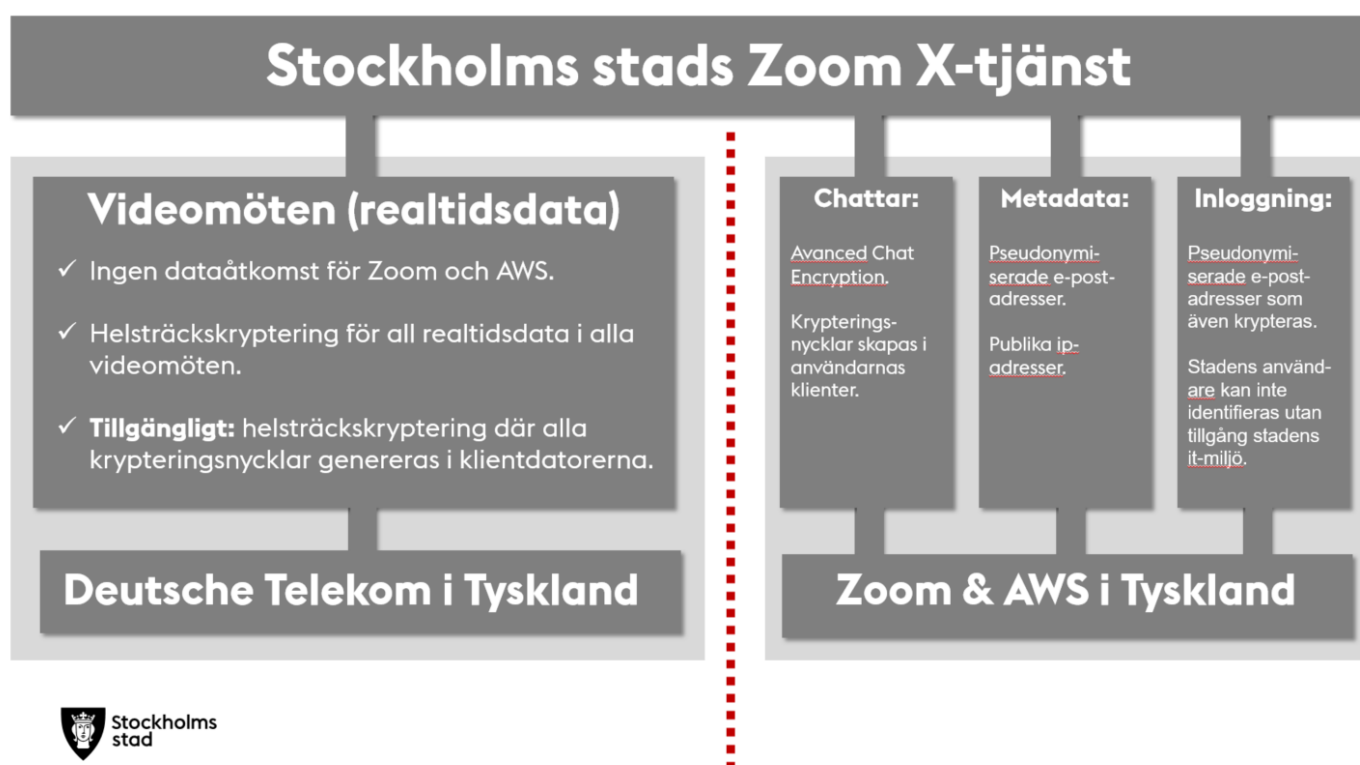 Stockholms stads Zoom X-tjänst
Videomöten (realtidsdata)
✓ Ingen dataåtkomst för Zoom och AWS.
✓ Helsträckskryptering för all realtidsdata i alla
videomöten.
✓ Tillgängligt: helsträckskryptering där alla
krypteringsnycklar genereras i klientdatorerna.
Deutsche Telekom i Tyskland
Chattar:
Avanced Chat
Encryption.
Krypterings-
nycklar skapas i
användarnas
klienter.
Metadata:
Pseudonymi-
serade e-post-
adresser.
Publika ip-
adresser.
Inloggning:
Pseudonymi-
serade e-post-
adresser som
även krypteras.
Stadens använd-
are kan inte
identifieras utan
tillgång stadens
it-miljö.
Zoom & AWS i Tyskland
Stockholms
stad